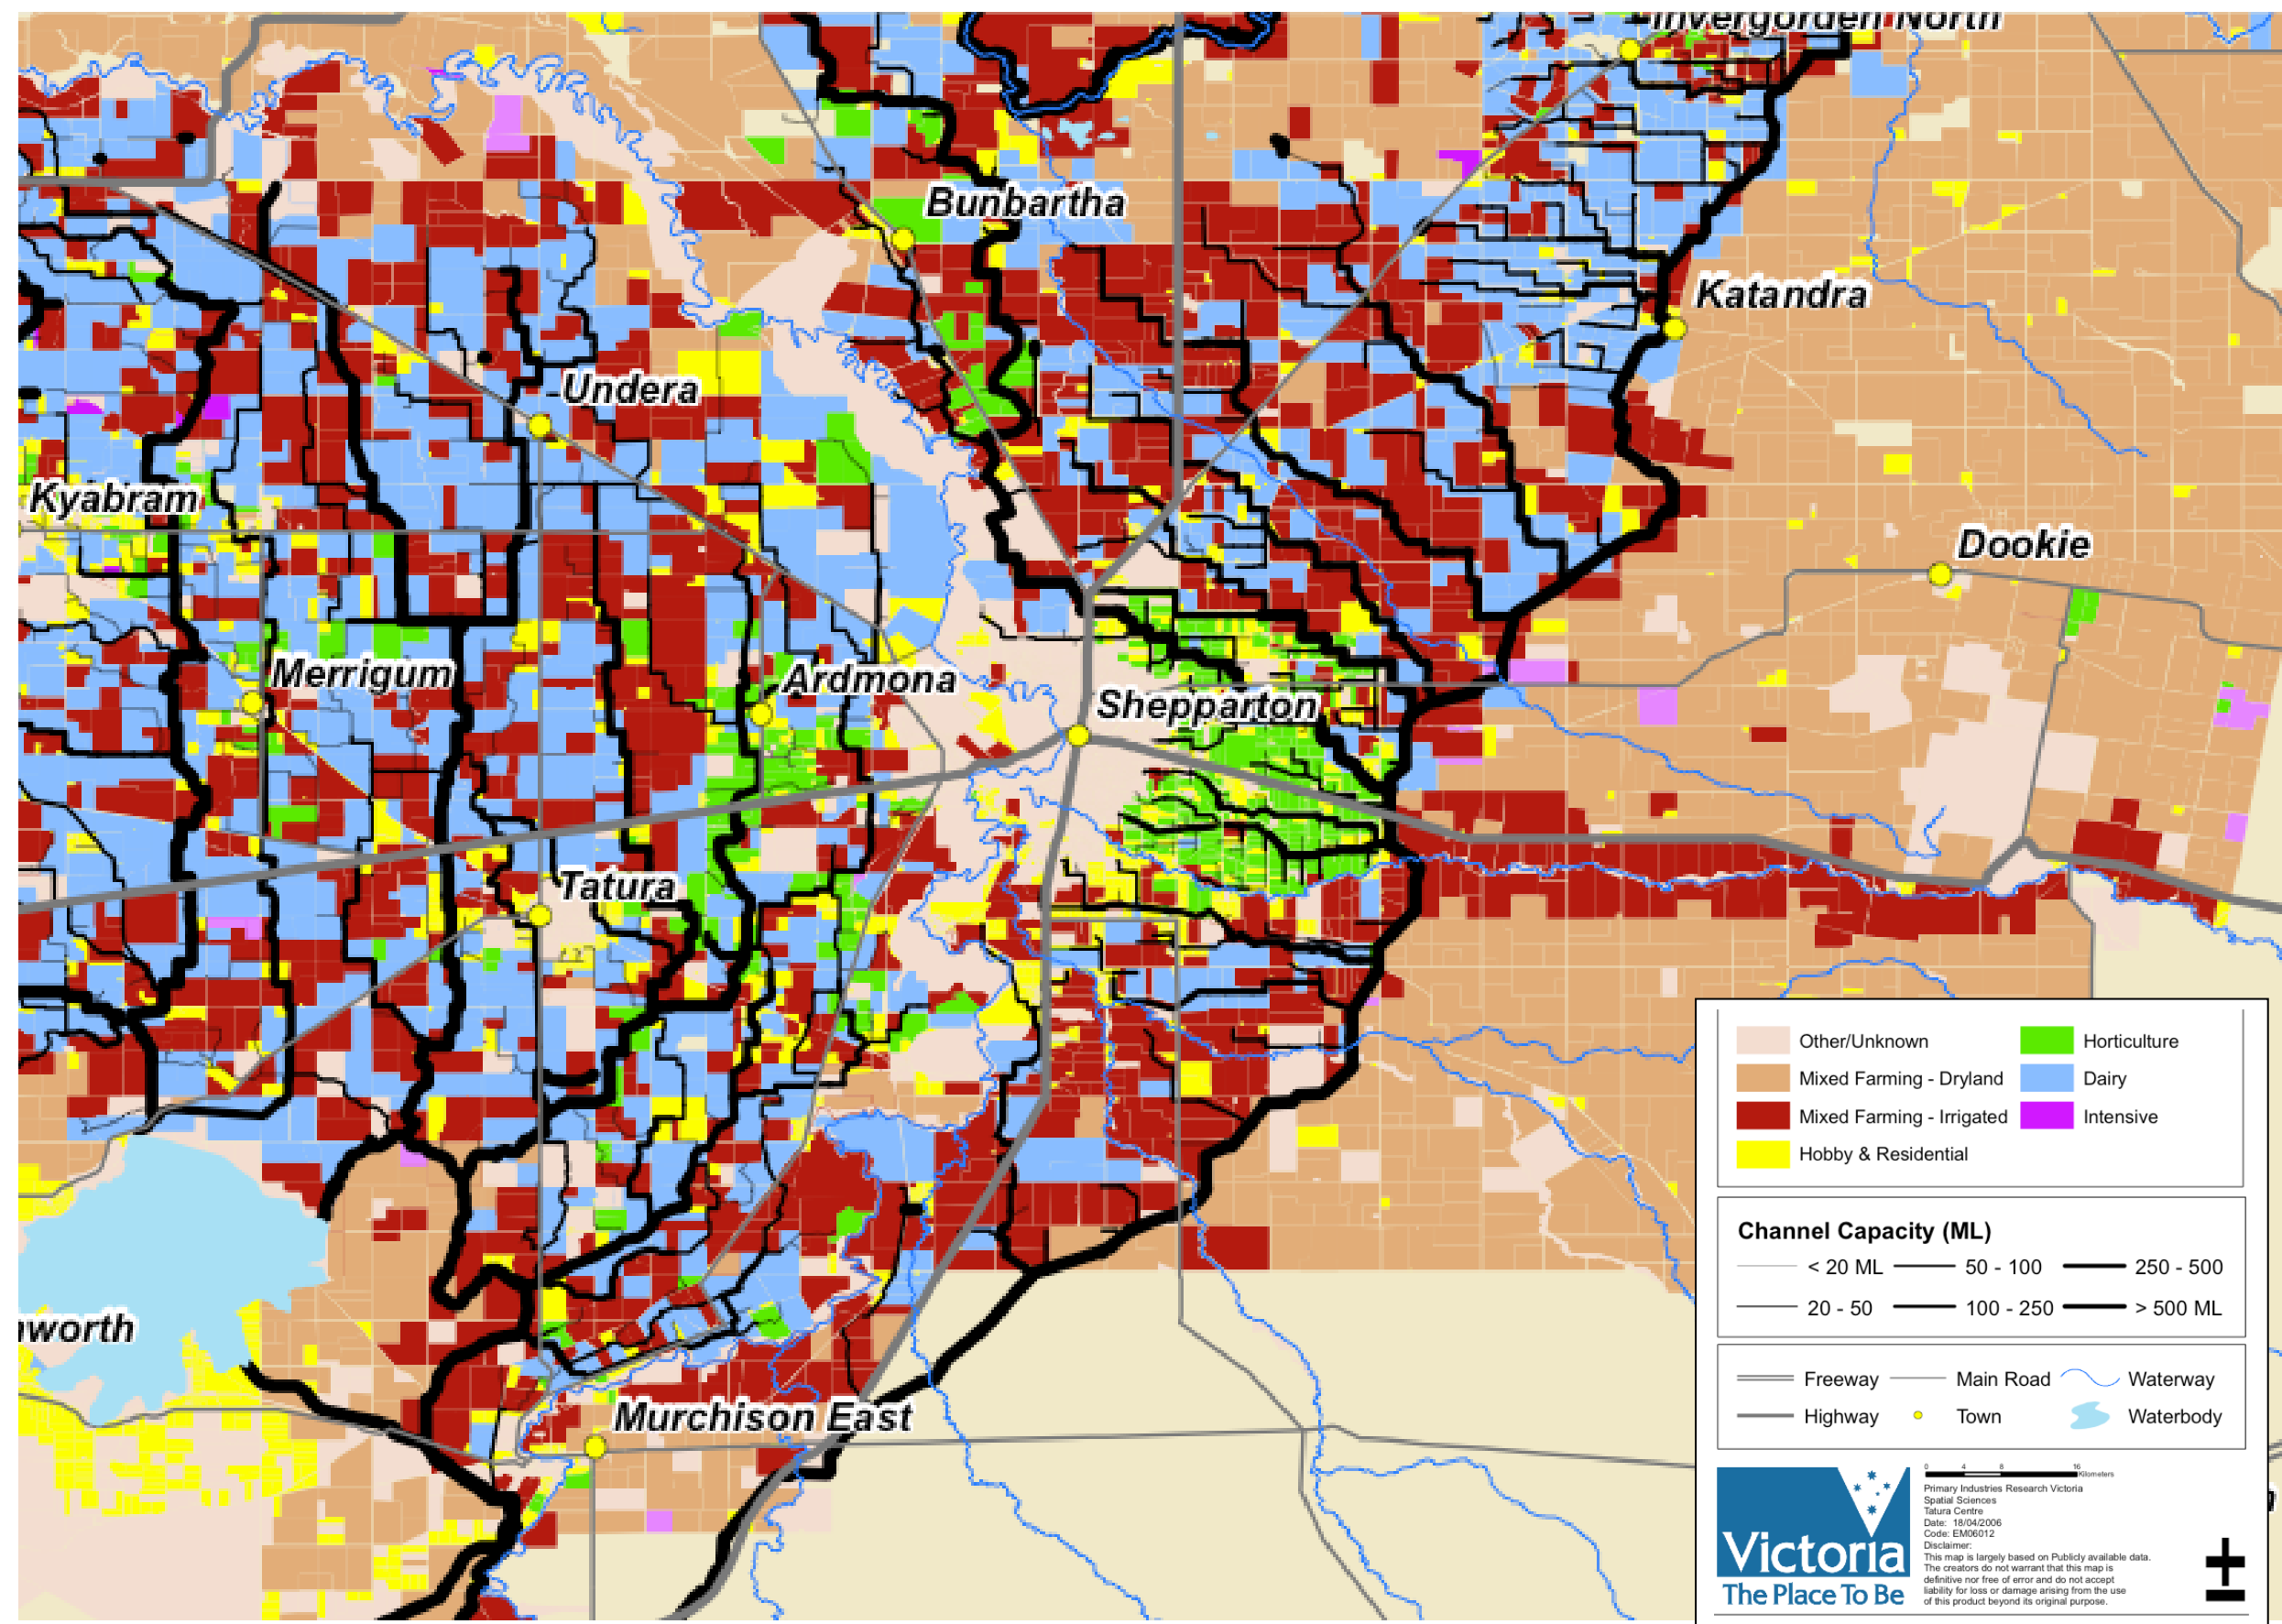 Invergorden North
Bunbartha
Katandra
Undera
Kyabram
Dookie
Merrigum
Ardmona
Shepparton
Tatura
worth
Murchison East
Other/Unknown
Horticulture
Mixed Farming - Dryland
Dairy
Mixed Farming - Irrigated
Intensive
Hobby & Residential
Channel Capacity (ML)
< 20 ML
50 - 100
250 - 500
20 - 50
100 - 250
> 500 ML
Freeway
Main Road
Waterway
Highway
Town
Waterbody
0 4 8 16
Kilometers
Primary Industries Research Victoria
Spatial Sciences
Tatura Centre
Date: 18/04/2006
Code: EM06012
Disclaimer:
This map is largely based on Publicly available data.
The creators do not warrant that this map is
definitive nor free of error and do not accept
liability for loss or damage arising from the use
of this product beyond its original purpose.
Victoria
The Place To Be